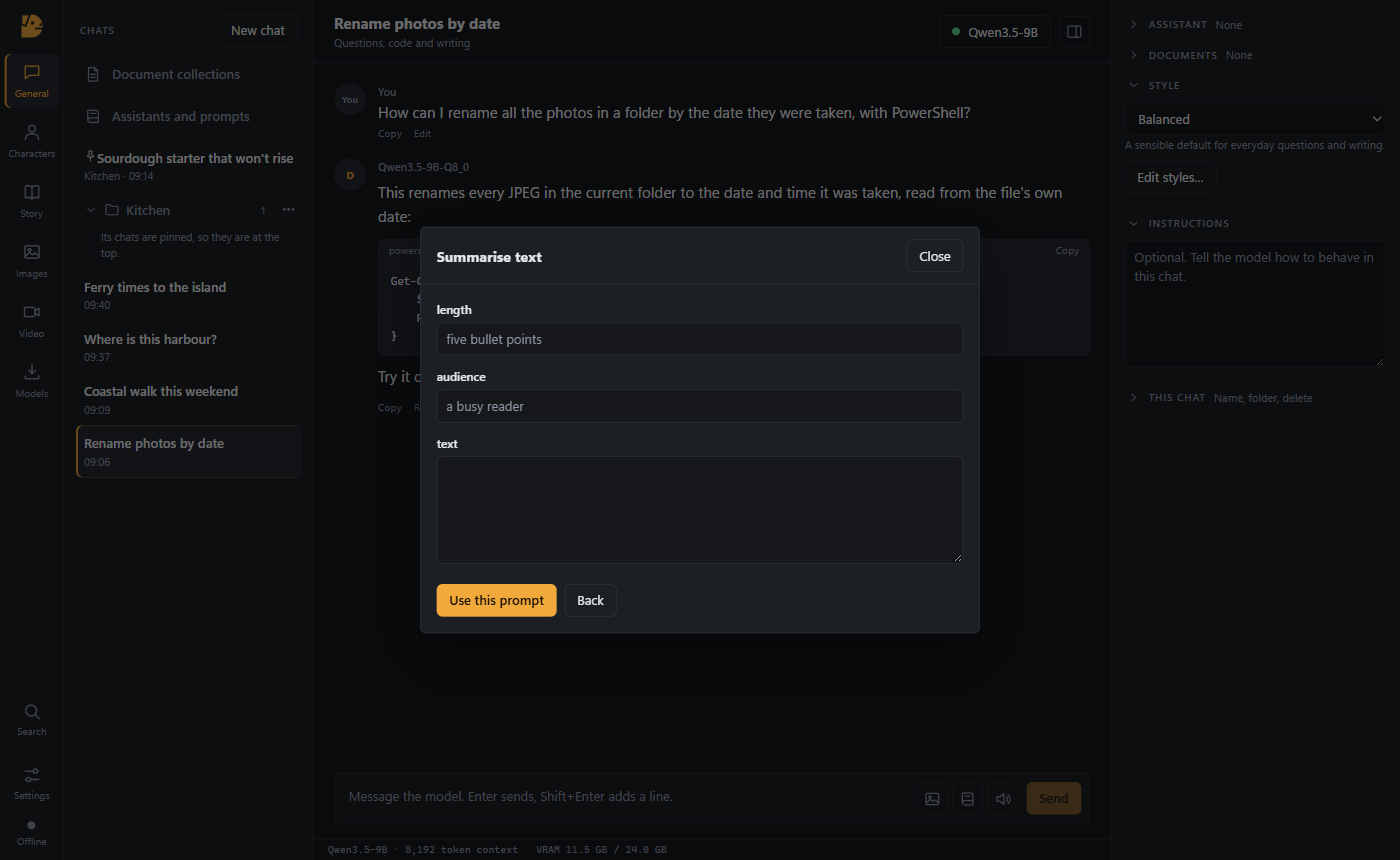 General
Characters
Story
Images
Video
Models
Search
Settings
Offline
CHATS
New chat
Document collections
Assistants and prompts
Sourdough starter that won't rise
Kitchen · 09:14
Kitchen
1
Its chats are pinned, so they are at the
top.
Ferry times to the island
09:40
Where is this harbour?
09:37
Coastal walk this weekend
09:09
Rename photos by date
09:06
Rename photos by date
Questions, code and writing
Qwen3.5-9B
You
You
How can I rename all the photos in a folder by the date they were taken, with PowerShell?
Copy Edit
D
Qwen3.5-9B-Q8_0
This renames every JPEG in the current folder to the date and time it was taken, read from the file's own
date:
Copy
}
Try it
Copy
Summarise text
Close
length
five bullet points
audience
a busy reader
text
Use this prompt
Back
Message the model. Enter sends, Shift+Enter adds a line.
Send
Qwen3.5-9B · 8,192 token context VRAM 11.5 GB / 24.0 GB
ASSISTANT None
DOCUMENTS None
STYLE
Balanced
A sensible default for everyday questions and writing.
Edit styles...
INSTRUCTIONS
Optional. Tell the model how to behave in
this chat.
THIS CHAT Name, folder, delete